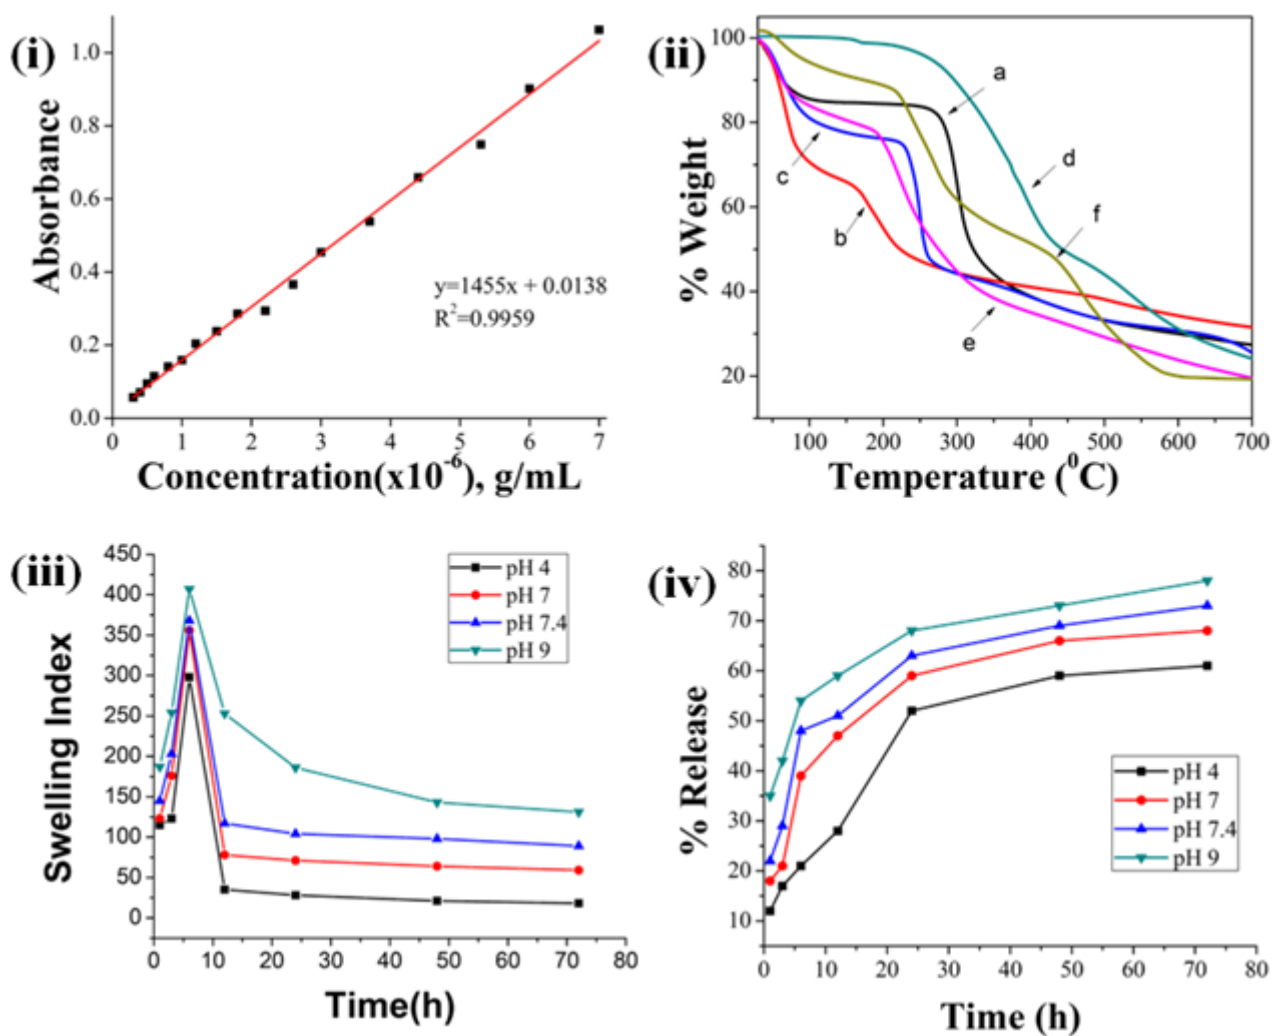 (i)
1.0
0.8
0.6
0.4
0.2
0.0
Absorbance
y=1455x + 0.0138
R²=0.9959
0 1 2 3 4 5 6 7
Concentration(x10⁻⁶), g/mL
(ii)
100
80
60
40
20
% Weight
a
c
d
b
f
e
100 200 300 400 500 600 700
Temperature (⁰C)
(iii)
450
400
350
300
250
200
150
100
50
0
Swelling Index
pH 4
pH 7
pH 7.4
pH 9
0 10 20 30 40 50 60 70 80
Time(h)
(iv)
80
70
60
50
40
30
20
10
% Release
pH 4
pH 7
pH 7.4
pH 9
0 10 20 30 40 50 60 70 80
Time (h)